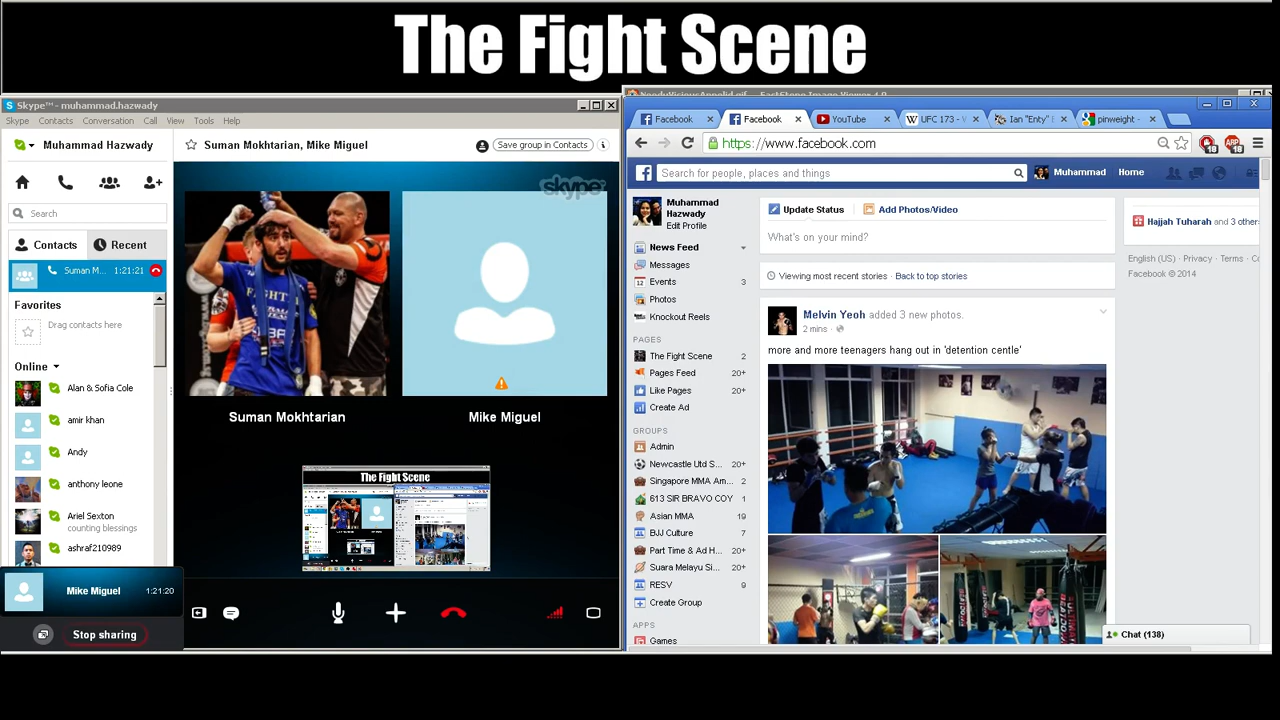 The Fight Scene
Skype™ - muhammad.hazwady
Skype Contacts Conversation Call View Tools Help
Muhammad Hazwady
Search
Contacts
Recent
Suman M... 1:21:21
Favorites
Drag contacts here
Online
Alan & Sofia Cole
amir khan
Andy
anthony leone
Ariel Sexton
counting blessings
ashraf210989
Mike Miguel 1:21:20
Stop sharing
Suman Mokhtarian, Mike Miguel
Save group in Contacts
skype
Suman Mokhtarian
Mike Miguel
The Fight Scene
Facebook
Facebook
YouTube
UFC 173 -
Ian "Enty"
pinweight -
https://www.facebook.com
18
18
Search for people, places and things
Muhammad
Home
Muhammad
Hazwady
Edit Profile
News Feed
Messages
Events 3
Photos
Knockout Reels
PAGES
The Fight Scene 2
Pages Feed 20+
Like Pages 20+
Create Ad
GROUPS
Admin
Newcastle Utd S... 20+
Singapore MMA Am... 2
613 SIR BRAVO COY 1
Asian MMA 19
BJJ Culture 7
Part Time & Ad H... 20+
Suara Melayu Si... 20+
RESV 9
Create Group
APPS
Games
Update Status
Add Photos/Video
What's on your mind?
Viewing most recent stories · Back to top stories
Melvin Yeoh added 3 new photos.
2 mins ·
more and more teenagers hang out in 'detention centle'
Hajjah Tuharah and 3 others
English (US) · Privacy · Terms · Co
Facebook © 2014
Chat (138)